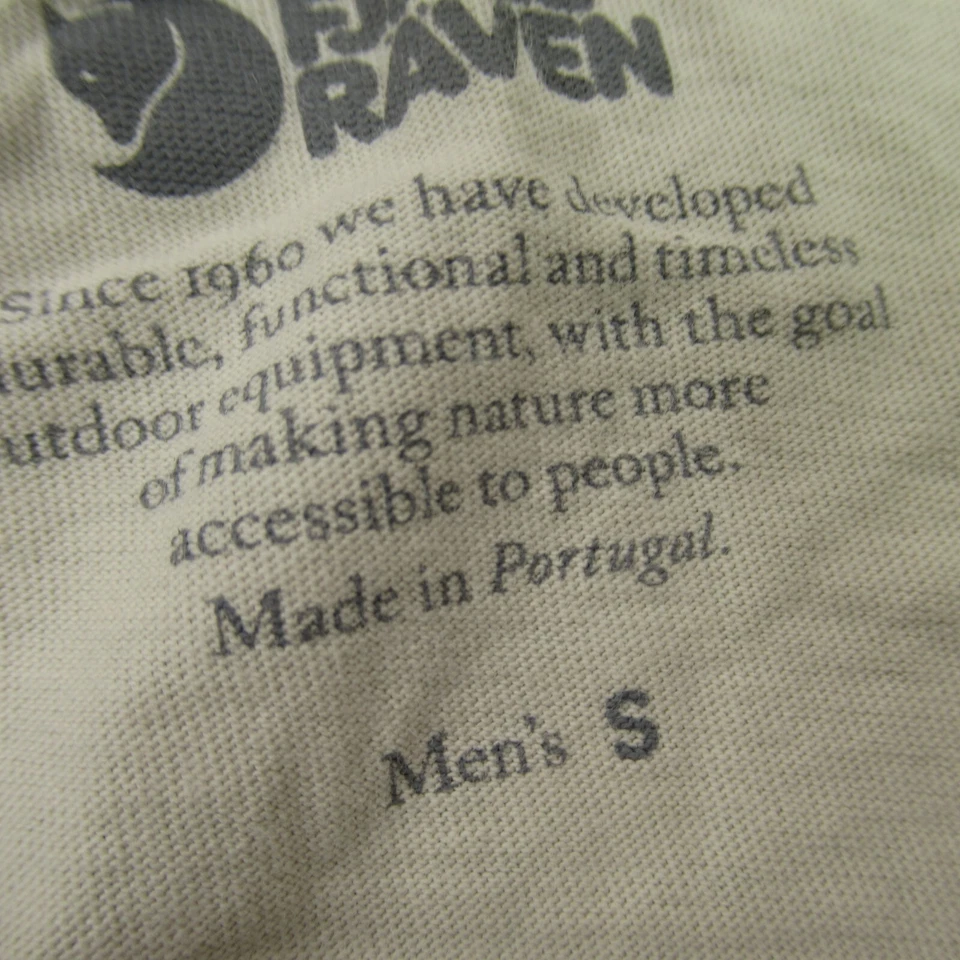 RAVEN
Since 1960 we have developed
durable, functional and timeless
outdoor equipment, with the goal
of making nature more
accessible to people.
Made in Portugal.
Men's S